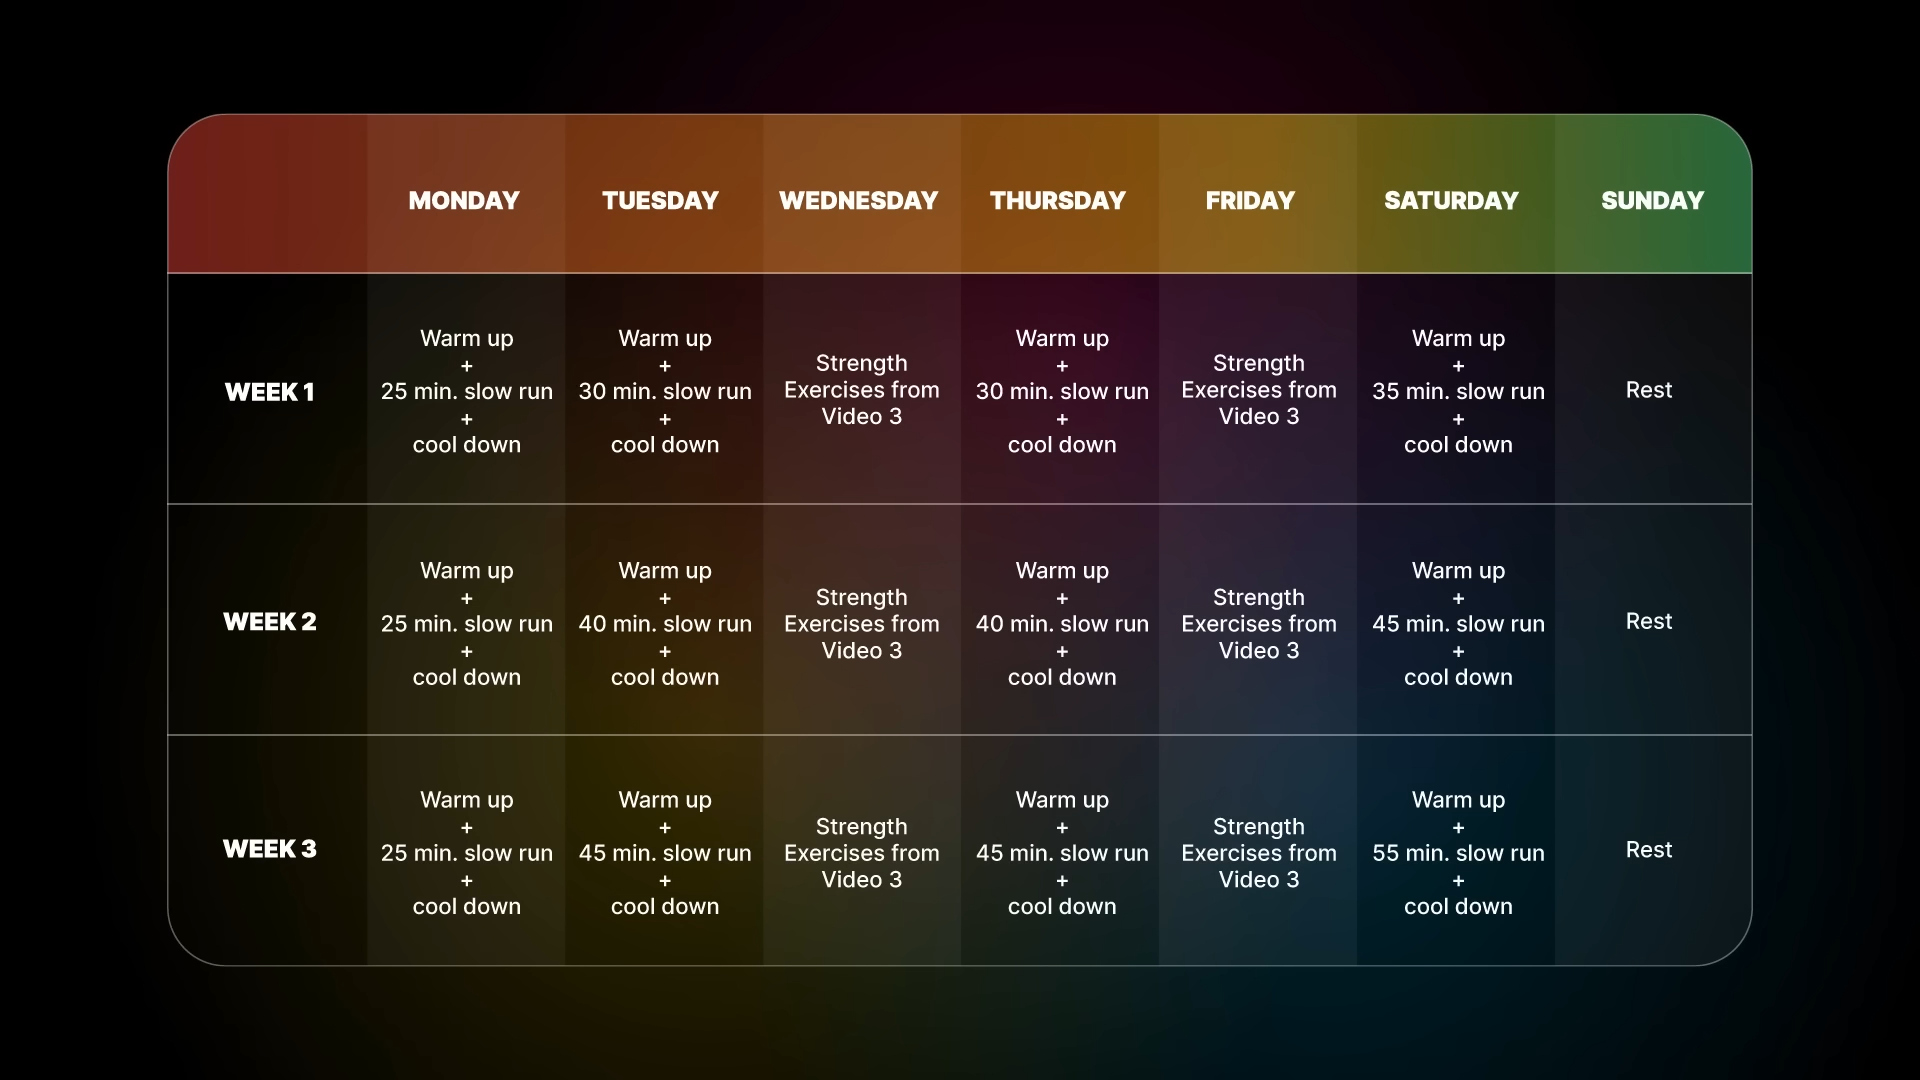 MONDAY TUESDAY WEDNESDAY THURSDAY FRIDAY SATURDAY SUNDAY
WEEK 1
Warm up
+
25 min. slow run
+
cool down
Warm up
+
30 min. slow run
+
cool down
Strength
Exercises from
Video 3
Warm up
+
30 min. slow run
+
cool down
Strength
Exercises from
Video 3
Warm up
+
35 min. slow run
+
cool down
Rest
WEEK 2
Warm up
+
25 min. slow run
+
cool down
Warm up
+
40 min. slow run
+
cool down
Strength
Exercises from
Video 3
Warm up
+
40 min. slow run
+
cool down
Strength
Exercises from
Video 3
Warm up
+
45 min. slow run
+
cool down
Rest
WEEK 3
Warm up
+
25 min. slow run
+
cool down
Warm up
+
45 min. slow run
+
cool down
Strength
Exercises from
Video 3
Warm up
+
45 min. slow run
+
cool down
Strength
Exercises from
Video 3
Warm up
+
55 min. slow run
+
cool down
Rest